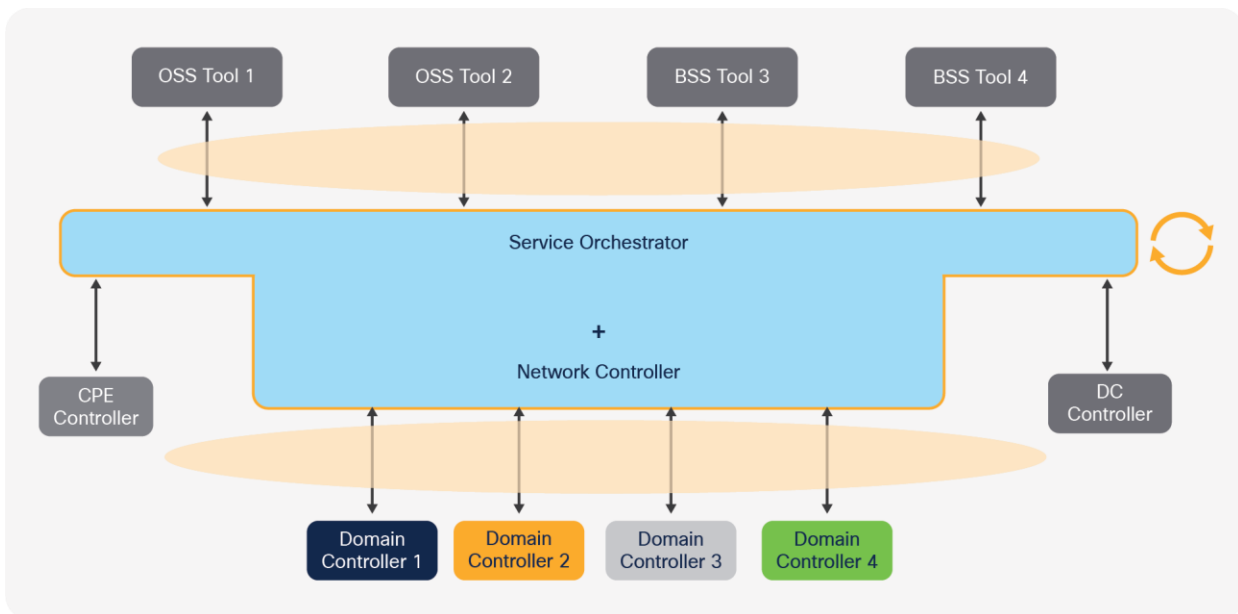 OSS Tool 1
OSS Tool 2
BSS Tool 3
BSS Tool 4
Service Orchestrator
+
Network Controller
CPE
Controller
DC
Controller
Domain
Controller 1
Domain
Controller 2
Domain
Controller 3
Domain
Controller 4